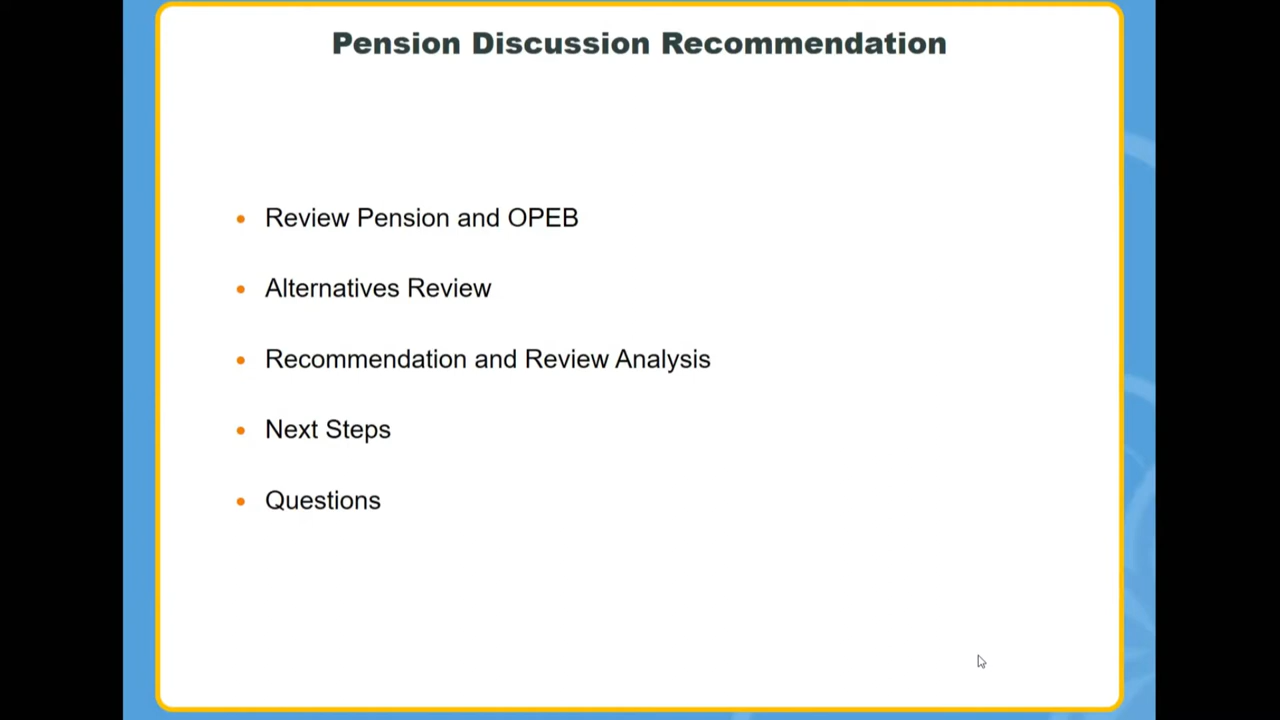 Pension Discussion Recommendation
• Review Pension and OPEB
• Alternatives Review
• Recommendation and Review Analysis
• Next Steps
• Questions